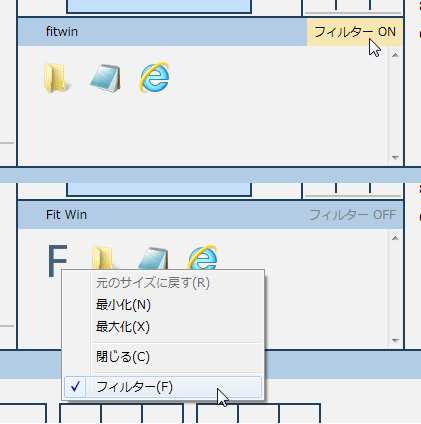 fitwin
フィルター ON
Fit Win
フィルター OFF
F
元のサイズに戻す(R)
最小化(N)
最大化(X)
閉じる(C)
フィルター(F)